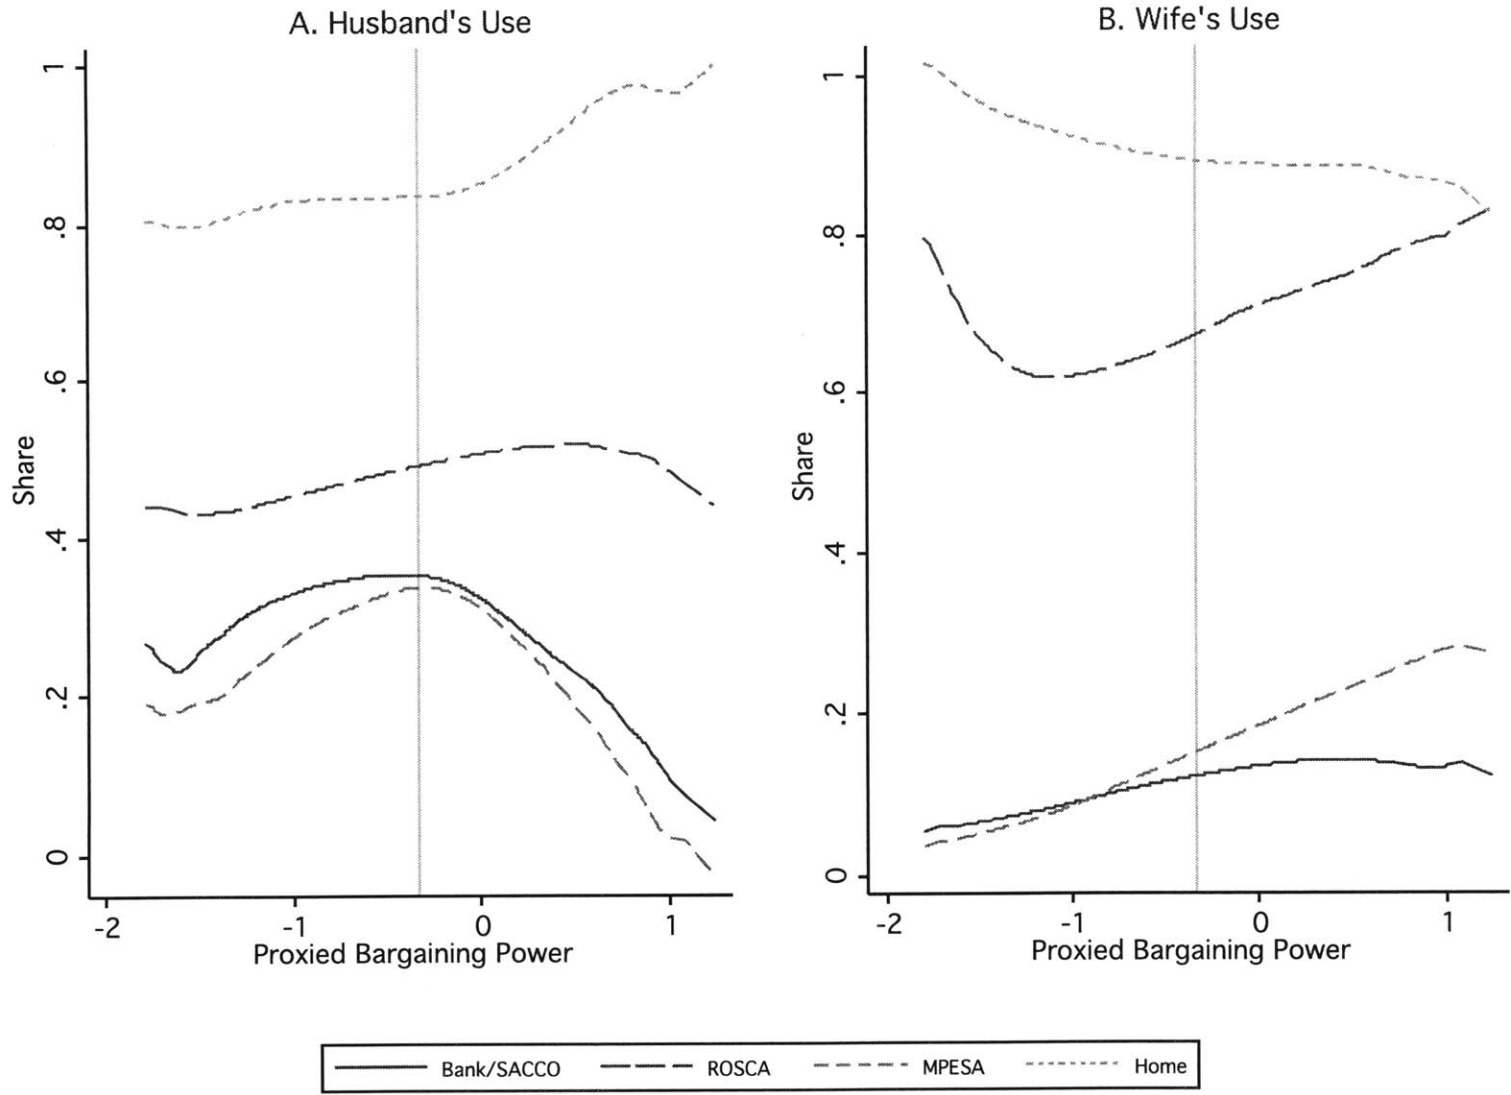 A. Husband's Use
Share
1
.8
.6
.4
.2
0
-2 -1 0 1
Proxied Bargaining Power
B. Wife's Use
Share
1
.8
.6
.4
.2
0
-2 -1 0 1
Proxied Bargaining Power
Bank/SACCO ROSCA MPESA Home